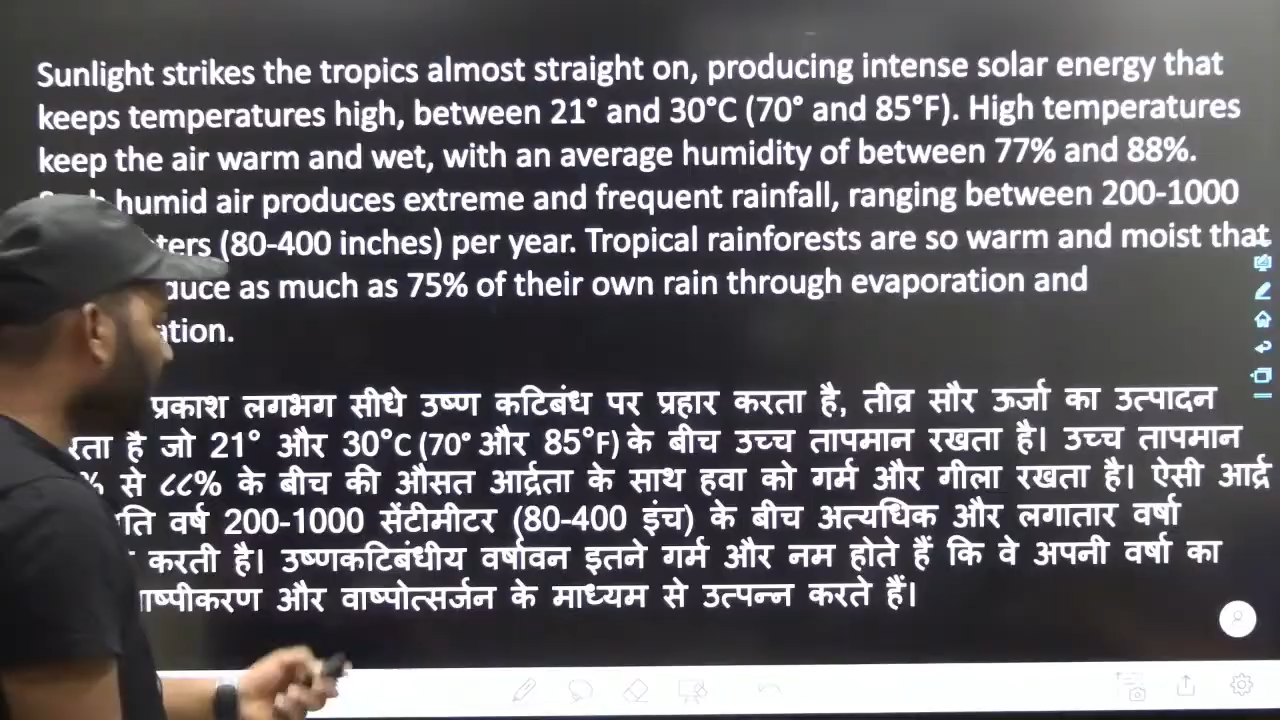 Sunlight strikes the tropics almost straight on, producing intense solar energy that
keeps temperatures high, between 21° and 30°C (70° and 85°F). High temperatures
keep the air warm and wet, with an average humidity of between 77% and 88%.
humid air produces extreme and frequent rainfall, ranging between 200-1000
(80-400 inches) per year. Tropical rainforests are so warm and moist that
as much as 75% of their own rain through evaporation and
प्रकाश लगभग सीधे उष्ण कटिबंध पर प्रहार करता है, तीव्र सौर ऊर्जा का उत्पादन
है जो 21° और 30°C (70° और 85°F) के बीच उच्च तापमान रखता है। उच्च तापमान
से ८८% के बीच की औसत आर्द्रता के साथ हवा को गर्म और गीला रखता है। ऐसी आर्द्र
वर्ष 200-1000 सेंटीमीटर (80-400 इंच) के बीच अत्यधिक और लगातार वर्षा
करती है। उष्णकटिबंधीय वर्षावन इतने गर्म और नम होते हैं कि वे अपनी वर्षा का
और वाष्पोत्सर्जन के माध्यम से उत्पन्न करते हैं।